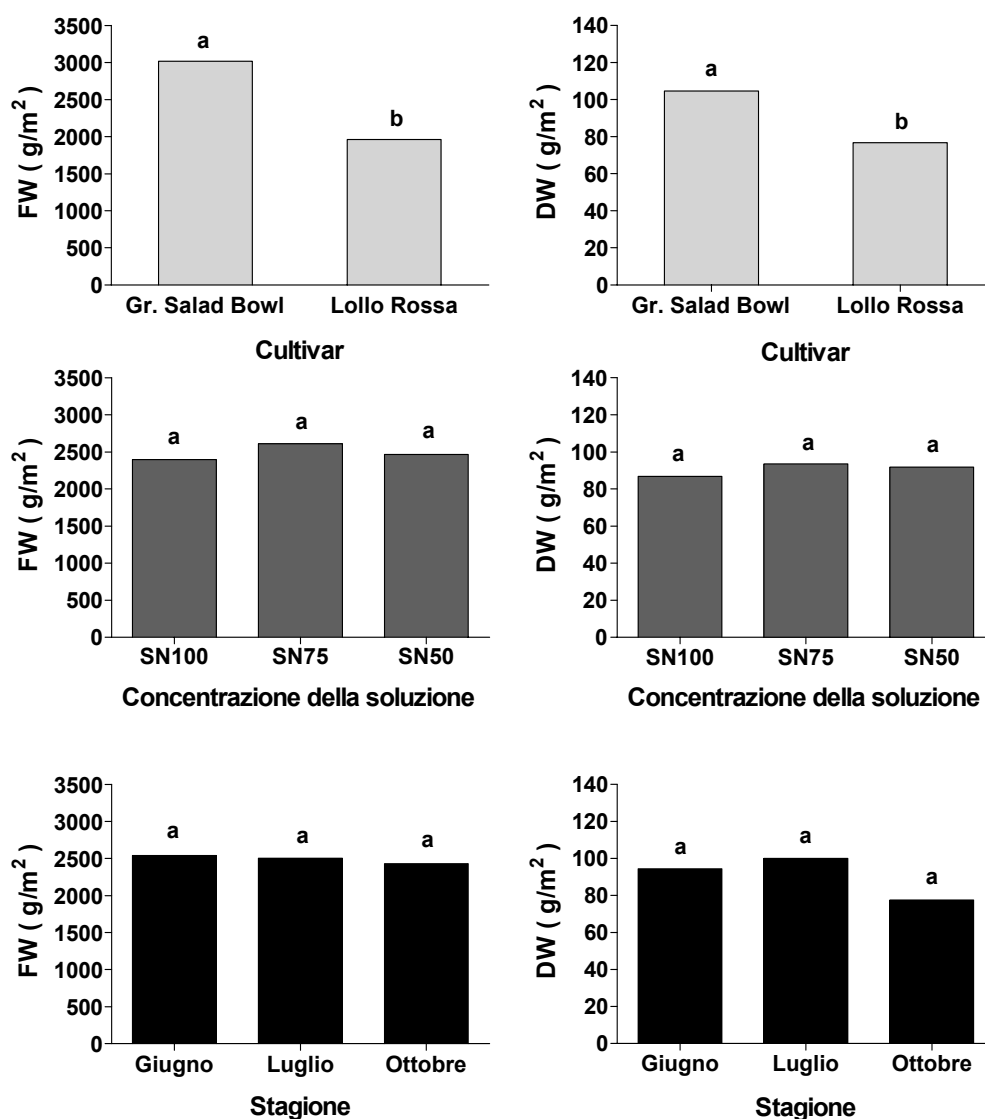 FW ( g/m²)
3500
3000
2500
2000
1500
1000
500
0
a
b
Gr. Salad Bowl Lollo Rossa
Cultivar
DW ( g/m²)
140
120
100
80
60
40
20
0
a
b
Gr. Salad Bowl Lollo Rossa
Cultivar
FW ( g/m²)
3500
3000
2500
2000
1500
1000
500
0
a a a
SN100 SN75 SN50
Concentrazione della soluzione
DW ( g/m²)
140
120
100
80
60
40
20
0
a a a
SN100 SN75 SN50
Concentrazione della soluzione
FW ( g/m²)
3500
3000
2500
2000
1500
1000
500
0
a a a
Giugno Luglio Ottobre
Stagione
DW ( g/m²)
140
120
100
80
60
40
20
0
a a a
Giugno Luglio Ottobre
Stagione